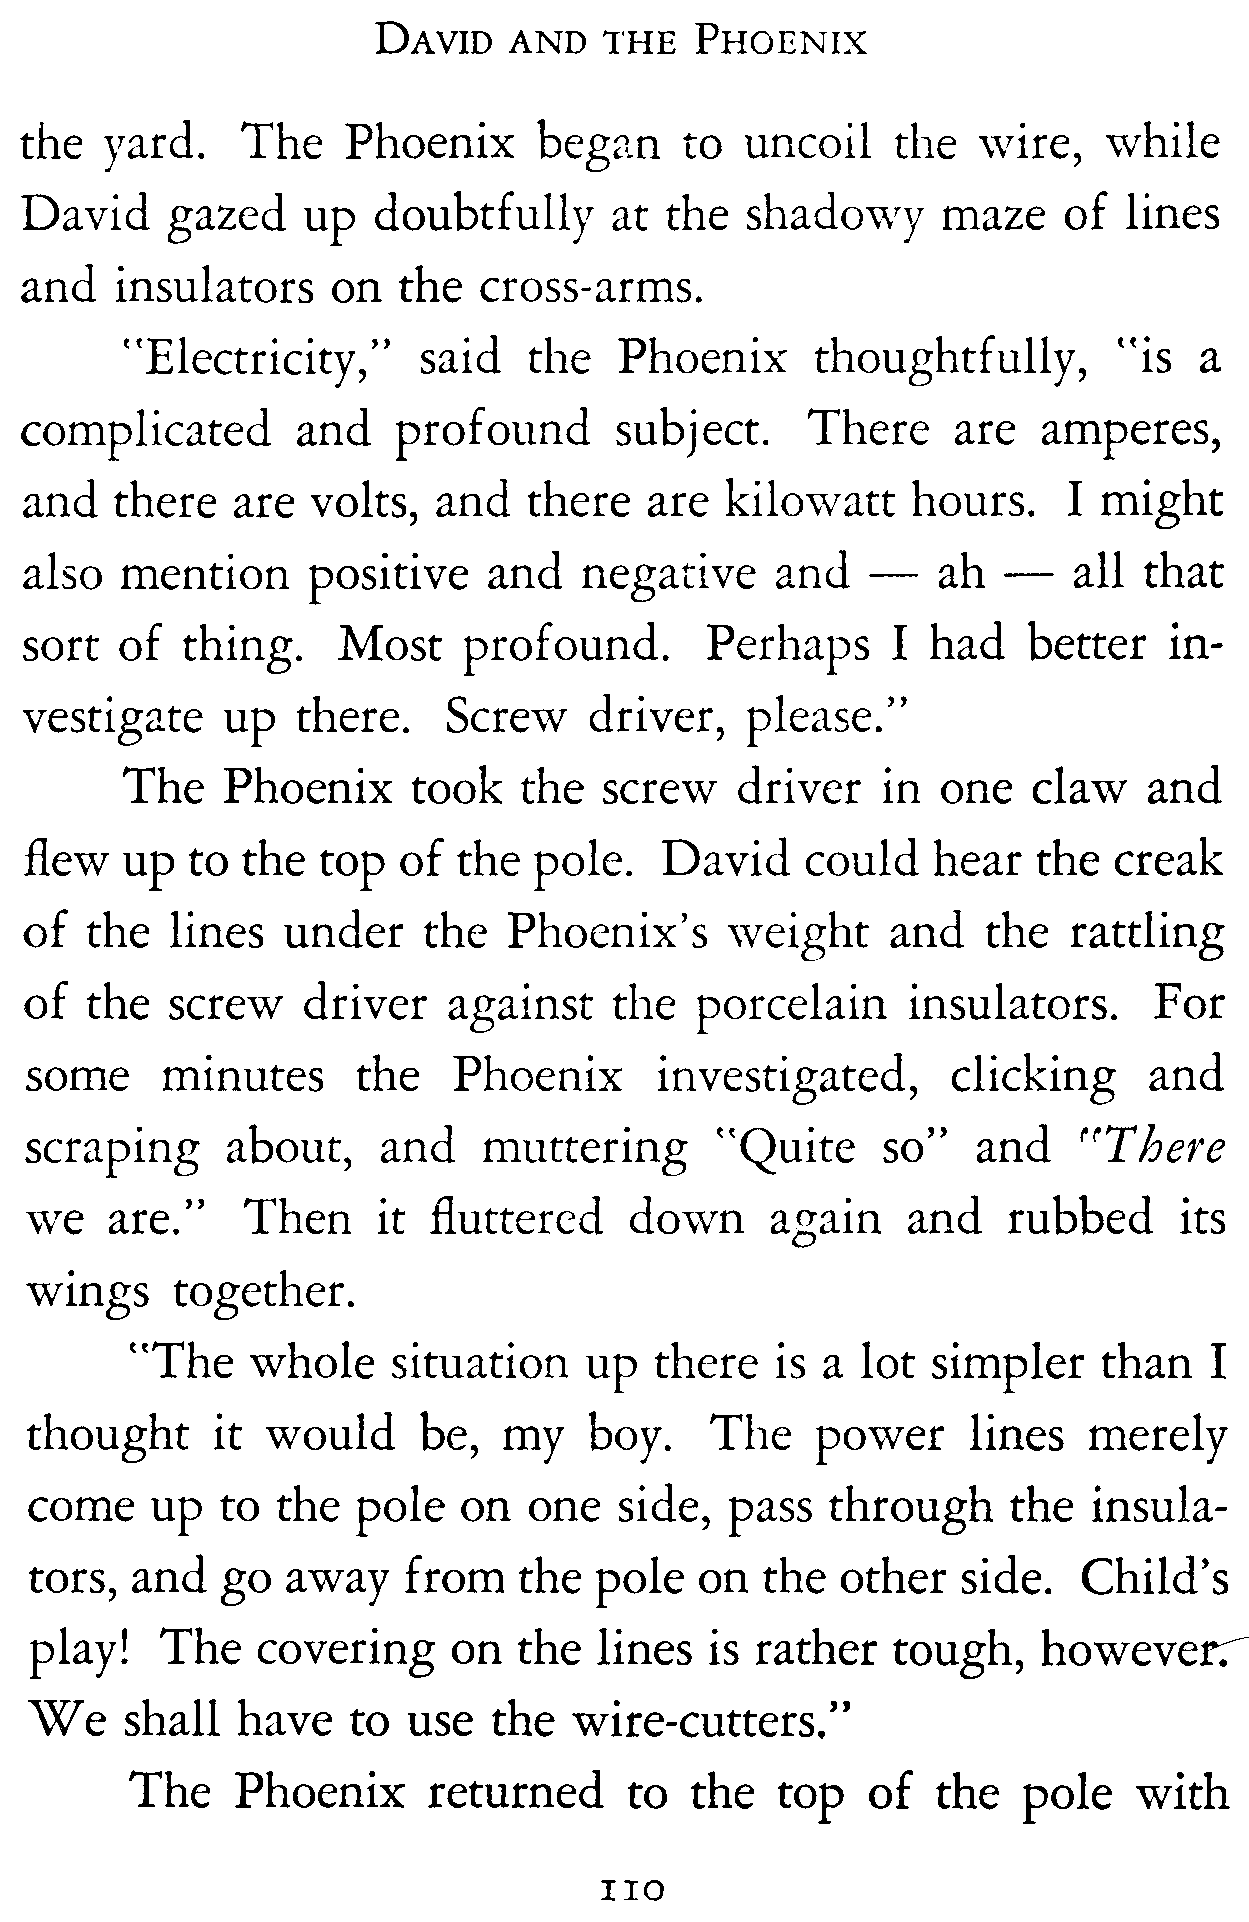 DAVID AND THE PHOENIX
the yard. The Phoenix began to uncoil the wire, while
David gazed up doubtfully at the shadowy maze of lines
and insulators on the cross-arms.
"Electricity," said the Phoenix thoughtfully, "is a
complicated and profound subject. There are amperes,
and there are volts, and there are kilowatt hours. I might
also mention positive and negative and — ah — all that
sort of thing. Most profound. Perhaps I had better in-
vestigate up there. Screw driver, please."
The Phoenix took the screw driver in one claw and
flew up to the top of the pole. David could hear the creak
of the lines under the Phoenix's weight and the rattling
of the screw driver against the porcelain insulators. For
some minutes the Phoenix investigated, clicking and
scraping about, and muttering "Quite so" and "There
we are." Then it fluttered down again and rubbed its
wings together.
"The whole situation up there is a lot simpler than I
thought it would be, my boy. The power lines merely
come up to the pole on one side, pass through the insula-
tors, and go away from the pole on the other side. Child's
play! The covering on the lines is rather tough, however.
We shall have to use the wire-cutters."
The Phoenix returned to the top of the pole with
110